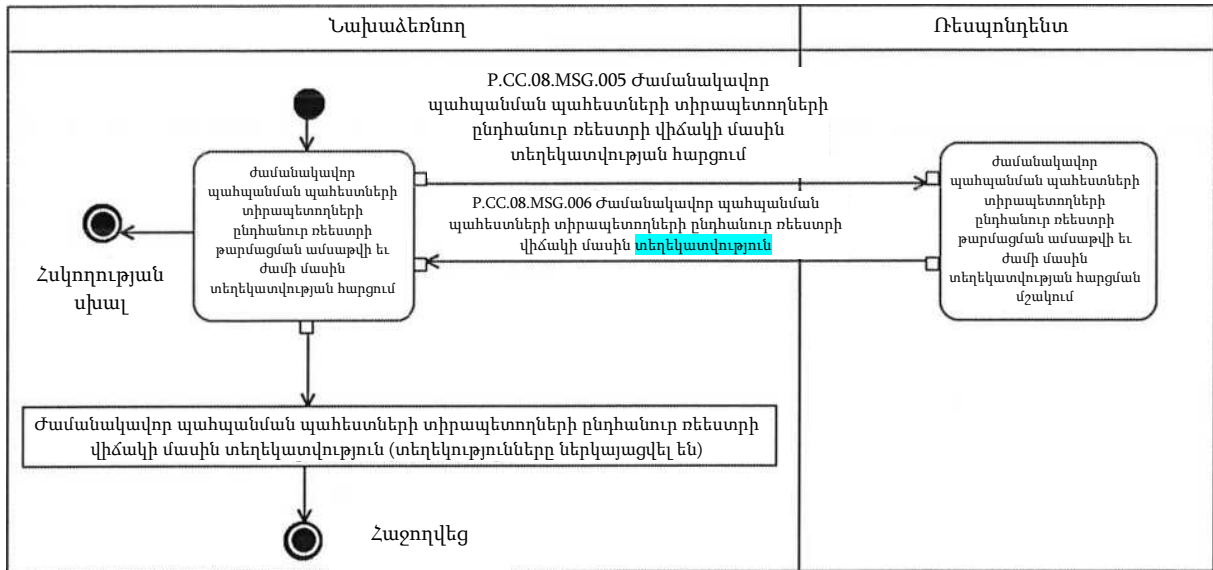 Նախաձեռնող
Ռեսպոնդենտ
P.CC.08.MSG.005 Ժամանակավոր
պահպանման պահեստների տիրապետողների
ընդհանուր ռեեստրի վիճակի մասին
տեղեկատվության հարցում
ժամանակավոր
պահպանման պահեստների
տիրապետողների
ընդհանուր ռեեստրի
թարմացման ամսաթվի եւ
ժամի մասին
տեղեկատվության հարցում
P.CC.08.MSG.006 Ժամանակավոր պահպանման
պահեստների տիրապետողների ընդհանուր ռեեստրի
վիճակի մասին տեղեկատվություն
ժամանակավոր
պահպանման պահեստների
տիրապետողների
ընդհանուր ռեեստրի
թարմացման ամսաթվի եւ
ժամի մասին
տեղեկատվության հարցման
մշակում
Հսկողության
սխալ
Ժամանակավոր պահպանման պահեստների տիրապետողների ընդհանուր ռեեստրի
վիճակի մասին տեղեկատվություն (տեղեկությունները ներկայացվել են)
Հաջողվեց